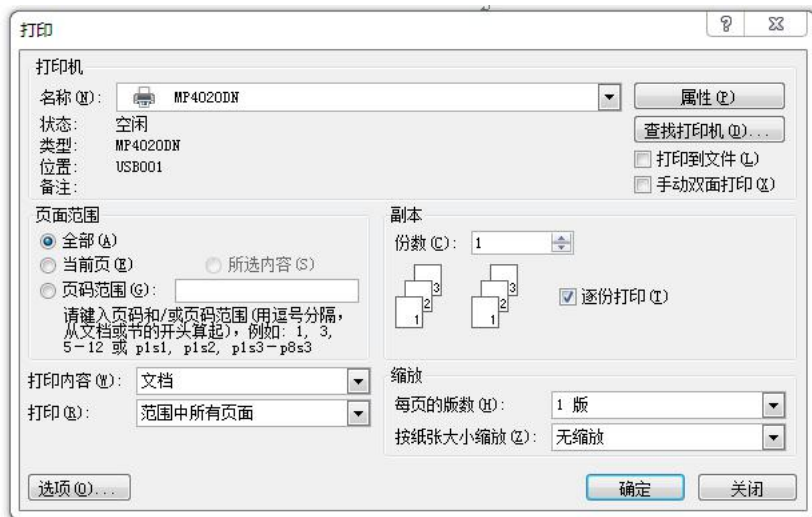 打印
打印机
名称(N): MP4020DN 属性(P)
状态: 空闲 查找打印机(D)...
类型: MP4020DN
位置: USB001 打印到文件(L)
备注: 手动双面打印(X)
页面范围
全部(A)
当前页(E) 所选内容(S)
页码范围(G):
请键入页码和/或页码范围(用逗号分隔,
从文档或节的开头算起), 例如: 1, 3,
5-12 或 p1s1, p1s2, p1s3-p8s3
副本
份数(C): 1
1 2 3 1 2 3 逐份打印(T)
打印内容(W): 文档
打印(R): 范围中所有页面
缩放
每页的版数(H): 1 版
按纸张大小缩放(Z): 无缩放
选项(O)... 确定 关闭